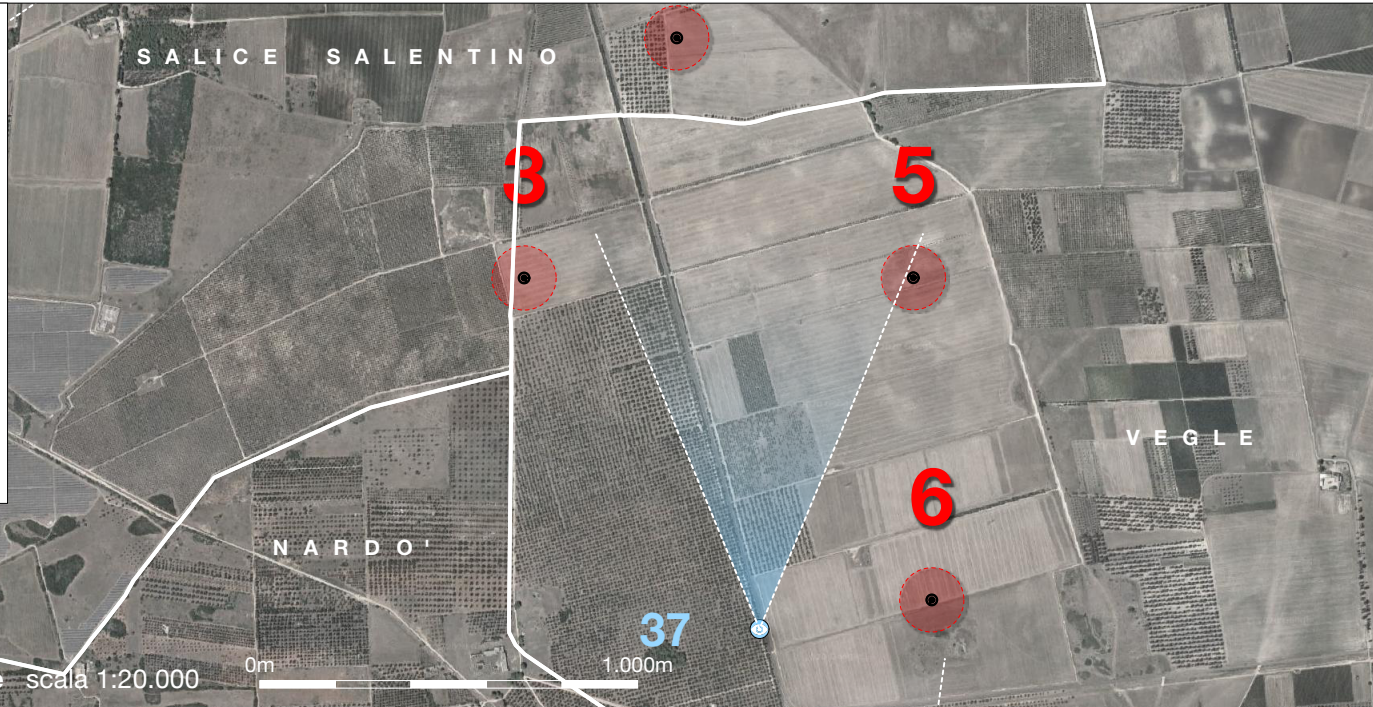 SALICE SALENTINO
3
5
VEGLE
6
NARDO'
37
0m
1.000m
scala 1:20.000